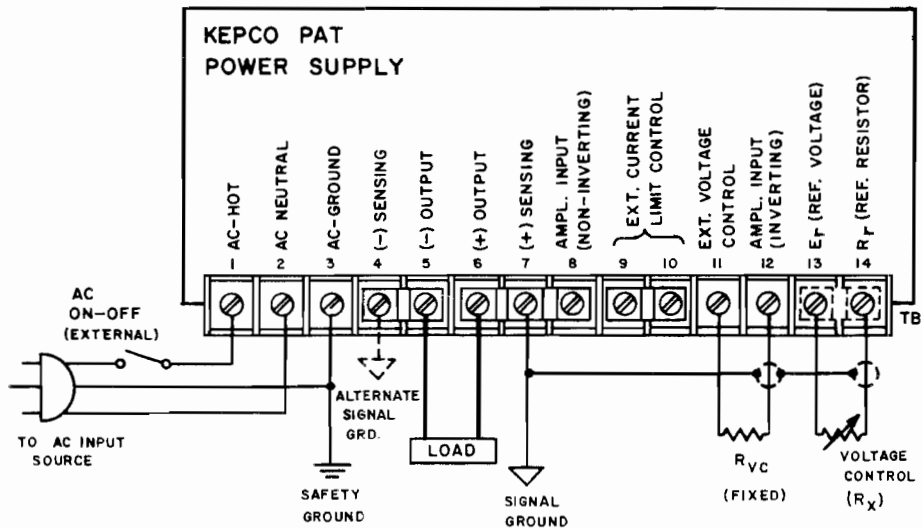 KEPCO PAT
POWER SUPPLY
AC-HOT
AC NEUTRAL
AC-GROUND
(-) SENSING
(-) OUTPUT
(+) OUTPUT
(+) SENSING
AMPL. INPUT
(NON-INVERTING)
EXT. CURRENT
LIMIT CONTROL
EXT. VOLTAGE
CONTROL
AMPL. INPUT
(INVERTING)
Er (REF. VOLTAGE)
Rr (REF. RESISTOR)
1 2 3 4 5 6 7 8 9 10 11 12 13 14
TB
AC
ON-OFF
(EXTERNAL)
TO AC INPUT
SOURCE
SAFETY
GROUND
ALTERNATE
SIGNAL
GRD.
LOAD
SIGNAL
GROUND
RVC
(FIXED)
VOLTAGE
CONTROL
(RX)